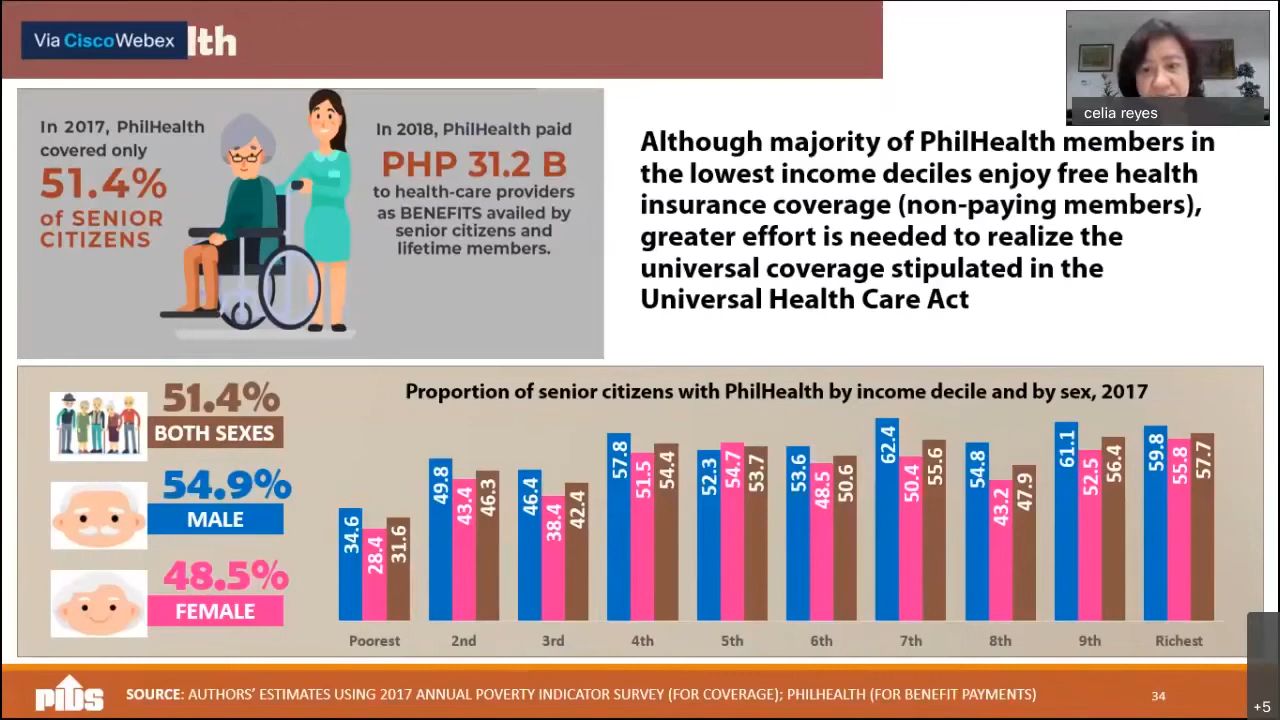 Via CiscoWebex
lth
celia reyes
In 2017, PhilHealth
covered only
51.4%
of SENIOR
CITIZENS
In 2018, PhilHealth paid
PHP 31.2 B
to health-care providers
as BENEFITS availed by
senior citizens and
lifetime members.
Although majority of PhilHealth members in
the lowest income deciles enjoy free health
insurance coverage (non-paying members),
greater effort is needed to realize the
universal coverage stipulated in the
Universal Health Care Act
51.4%
BOTH SEXES
54.9%
MALE
48.5%
FEMALE
Proportion of senior citizens with PhilHealth by income decile and by sex, 2017
34.6 28.4 31.6
49.8 43.4 46.3
46.4 38.4 42.4
57.8 51.5 54.4
52.3 54.7 53.7
53.6 48.5 50.6
62.4 50.4 55.6
54.8 43.2 47.9
61.1 52.5 56.4
59.8 55.8 57.7
Poorest 2nd 3rd 4th 5th 6th 7th 8th 9th Richest
pids
SOURCE: AUTHORS' ESTIMATES USING 2017 ANNUAL POVERTY INDICATOR SURVEY (FOR COVERAGE); PHILHEALTH (FOR BENEFIT PAYMENTS)
34
+5